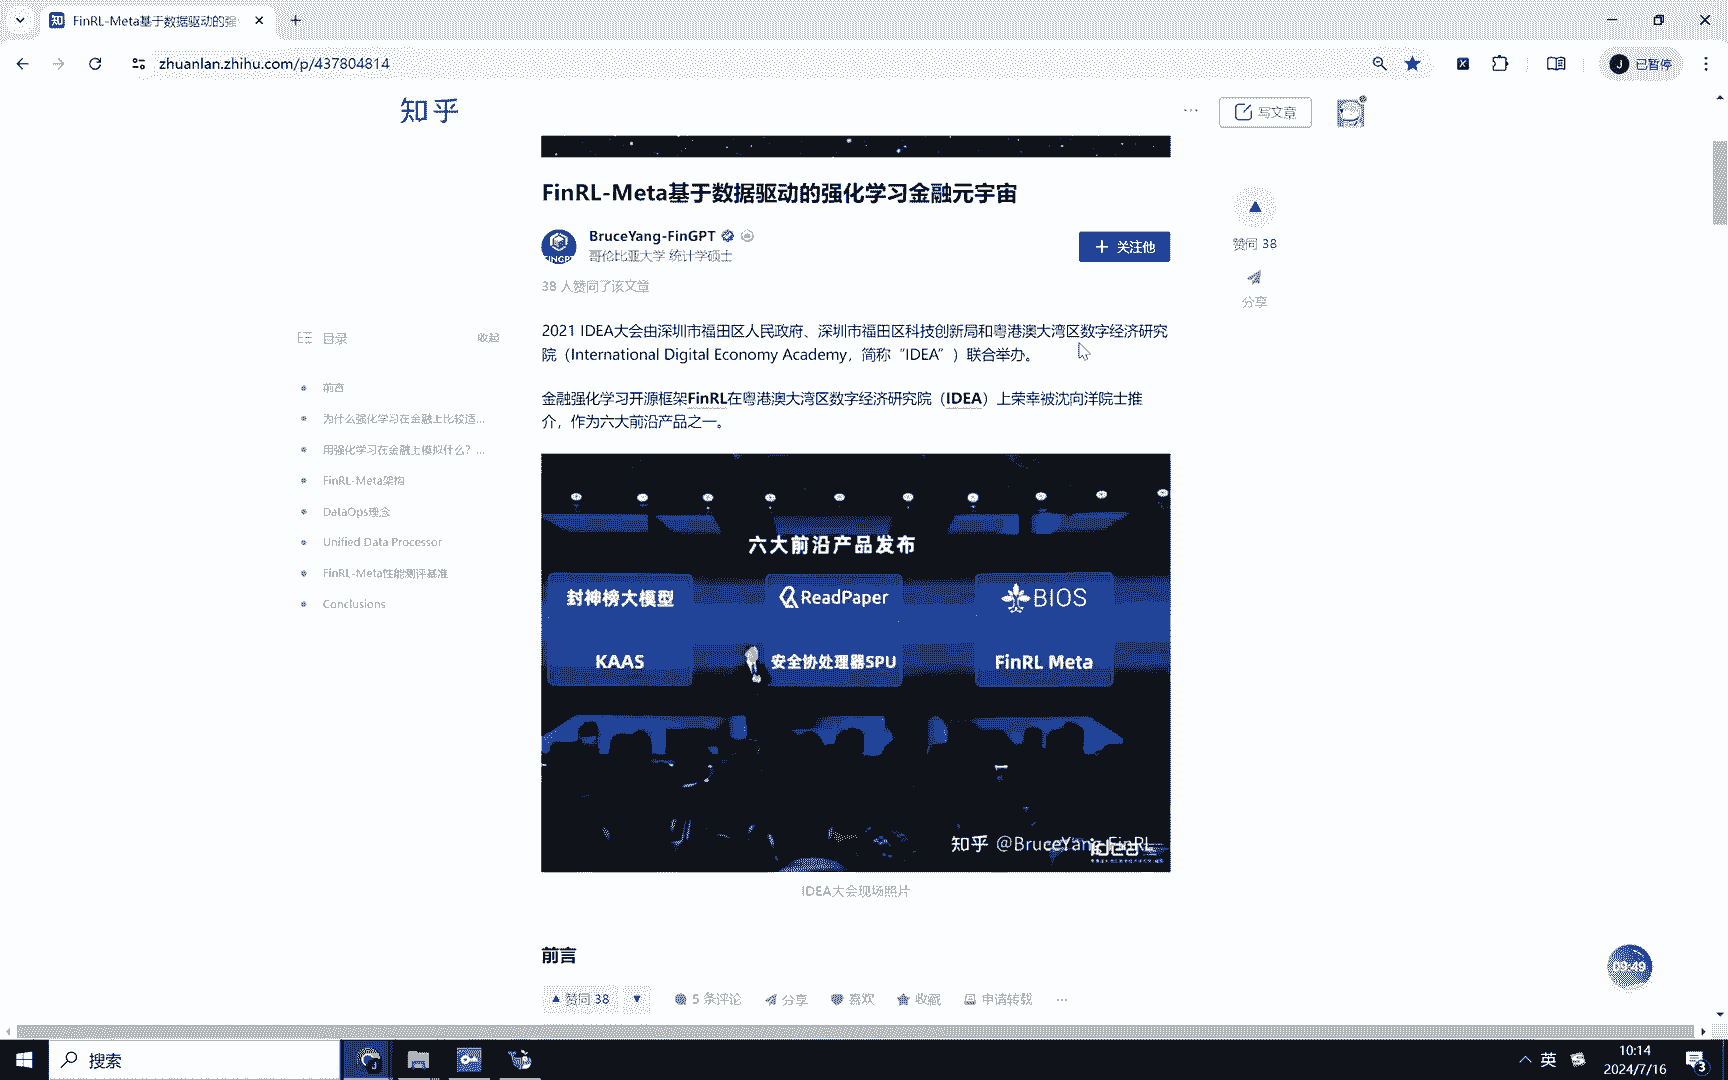 FinRL-Meta基于数据驱动的强
zhuanlan.zhihu.com/p/437804814
J 已暂停
知乎
写文章
FinRL-Meta基于数据驱动的强化学习金融元宇宙
BruceYang-FinGPT
FINGPT
哥伦比亚大学 统计学硕士
关注他
赞同 38
分享
38 人赞同了该文章
目录
收起
前言
为什么强化学习在金融上比较适...
用强化学习在金融上模拟什么？...
FinRL-Meta架构
DataOps理念
Unified Data Processor
FinRL-Meta性能测评基准
Conclusions
2021 IDEA大会由深圳市福田区人民政府、深圳市福田区科技创新局和粤港澳大湾区数字经济研究
院（International Digital Economy Academy，简称“IDEA”）联合举办。
金融强化学习开源框架FinRL在粤港澳大湾区数字经济研究院（IDEA）上荣幸被沈向洋院士推
介，作为六大前沿产品之一。
六大前沿产品发布
封神榜大模型
ReadPaper
BIOS
KAAS
安全协处理器SPU
FinRL Meta
知乎 @BruceYang-FinRL
idea
IDEA大会现场照片
前言
赞同 38
5 条评论
分享
喜欢
收藏
申请转载
09:49
搜索
英
10:14
2024/7/16
3